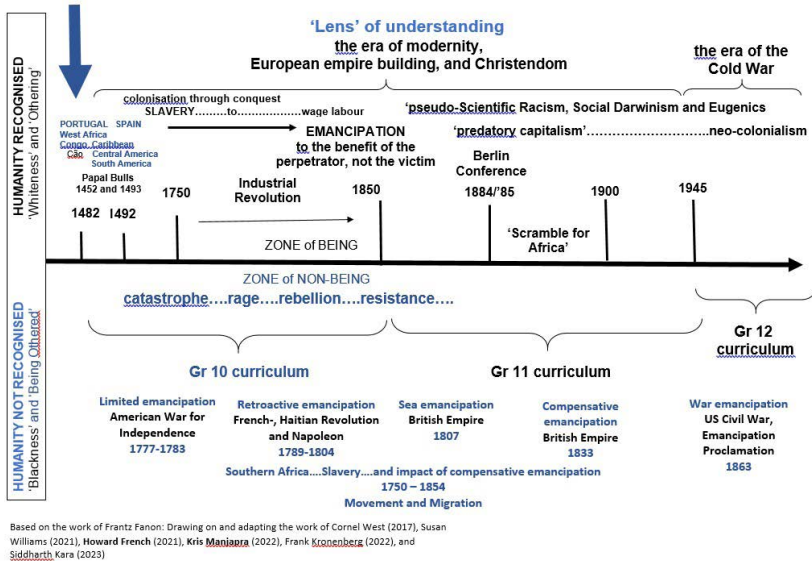 ‘Lens’ of understanding
the era of modernity,
European empire building, and Christendom
the era of the
Cold War
HUMANITY RECOGNISED
‘Whiteness’ and ‘Othering’
colonisation through conquest
SLAVERY.........to..................wage labour
‘pseudo-Scientific Racism, Social Darwinism and Eugenics
PORTUGAL SPAIN
West Africa
Congo Caribbean
Cão Central America
South America
EMANCIPATION
to the benefit of the
perpetrator, not the victim
‘predatory capitalism’.............................neo-colonialism
Papal Bulls
1452 and 1493
Berlin
Conference
1482
1492
1750
Industrial
Revolution
1850
1884/’85
1900
1945
‘Scramble for
Africa’
ZONE of BEING
ZONE of NON-BEING
catastrophe....rage....rebellion....resistance....
HUMANITY NOT RECOGNISED
‘Blackness’ and ‘Being Othered’
Gr 10 curriculum
Gr 11 curriculum
Gr 12
curriculum
Limited emancipation
American War for
Independence
1777-1783
Retroactive emancipation
French-, Haitian Revolution
and Napoleon
1789-1804
Sea emancipation
British Empire
1807
Compensative
emancipation
British Empire
1833
War emancipation
US Civil War,
Emancipation
Proclamation
1863
Southern Africa....Slavery....and impact of compensative emancipation
1750 – 1854
Movement and Migration
Based on the work of Frantz Fanon: Drawing on and adapting the work of Cornel West (2017), Susan
Williams (2021), Howard French (2021), Kris Manjapra (2022), Frank Kronenberg (2022), and
Siddharth Kara (2023)